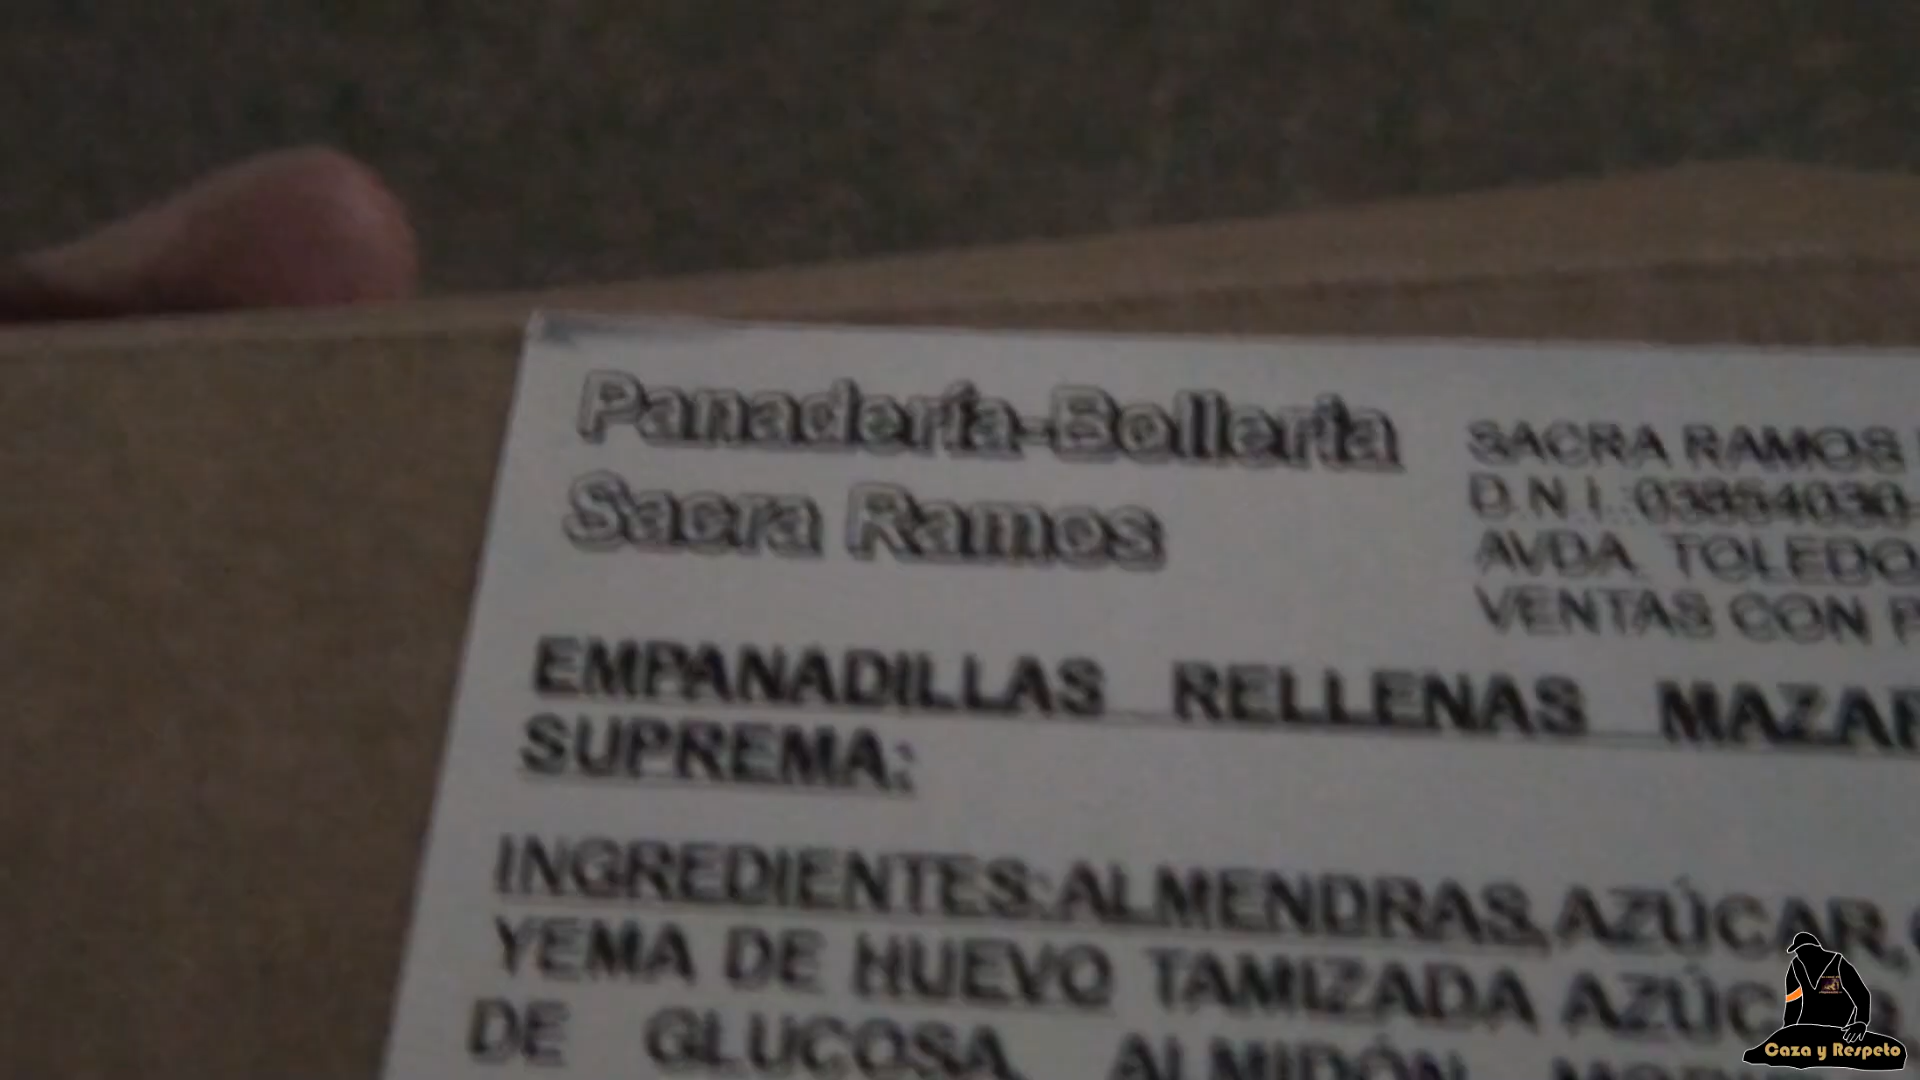 Panadería-Bollería
Sacra Ramos
SACRA RAMOS
D.N.I.:03854030-
AVDA. TOLEDO
VENTAS CON P
EMPANADILLAS RELLENAS MAZAP
SUPREMA:
INGREDIENTES:ALMENDRAS,AZÚCAR,
YEMA DE HUEVO TAMIZADA AZÚC
DE GLUCOSA, ALMIDÓN,
Caza y Respeto